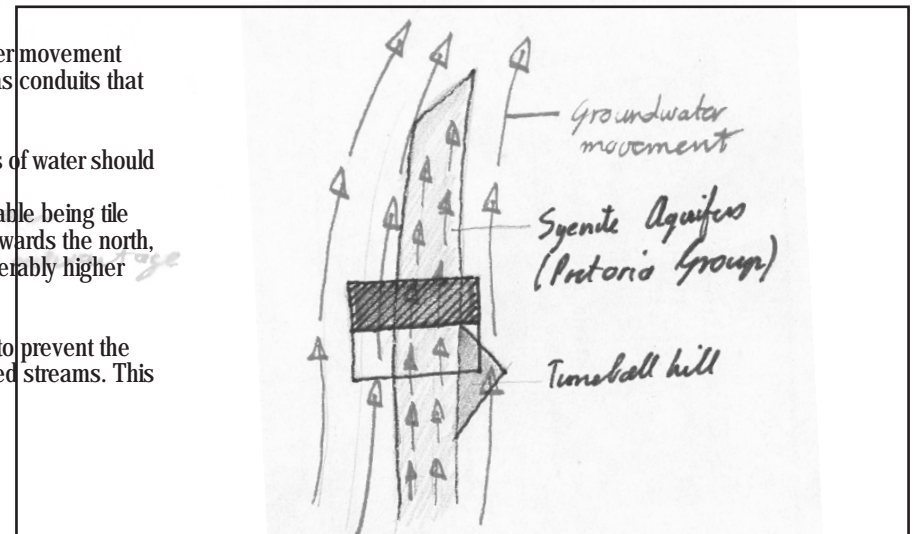 er movement
as conduits that
s of water should
able being tile
wards the north,
erably higher
to prevent the
ed streams. This
Groundwater
movement
Syenite Aquifers
(Pretoria Group)
Timeball hill